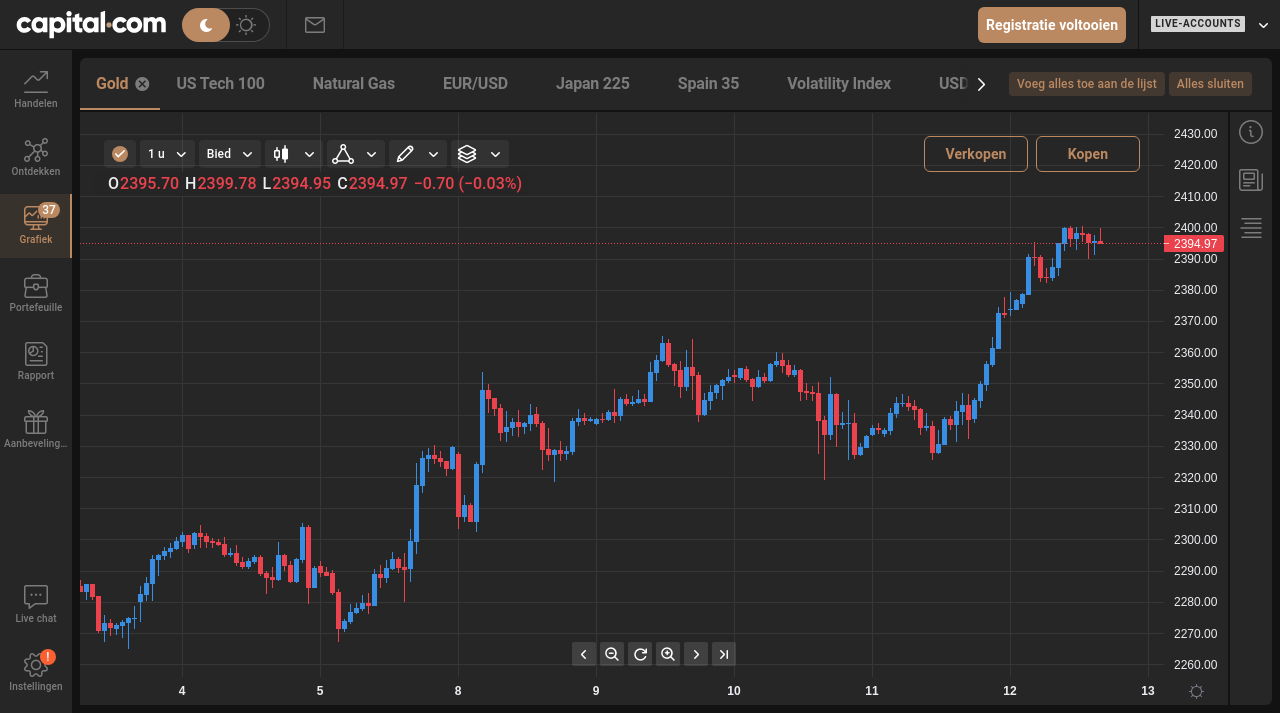 capital.com
Registratie voltooien
LIVE-ACCOUNTS
Gold
US Tech 100
Natural Gas
EUR/USD
Japan 225
Spain 35
Volatility Index
USD
Voeg alles toe aan de lijst
Alles sluiten
Handelen
Ontdekken
37
Grafiek
Portefeuille
Rapport
Aanbeveling...
Live chat
!
Instellingen
1 u
Bied
Verkopen
Kopen
O2395.70 H2399.78 L2394.95 C2394.97 −0.70 (−0.03%)
2430.00
2420.00
2410.00
2400.00
2394.97
2390.00
2380.00
2370.00
2360.00
2350.00
2340.00
2330.00
2320.00
2310.00
2300.00
2290.00
2280.00
2270.00
2260.00
4 5 8 9 10 11 12 13